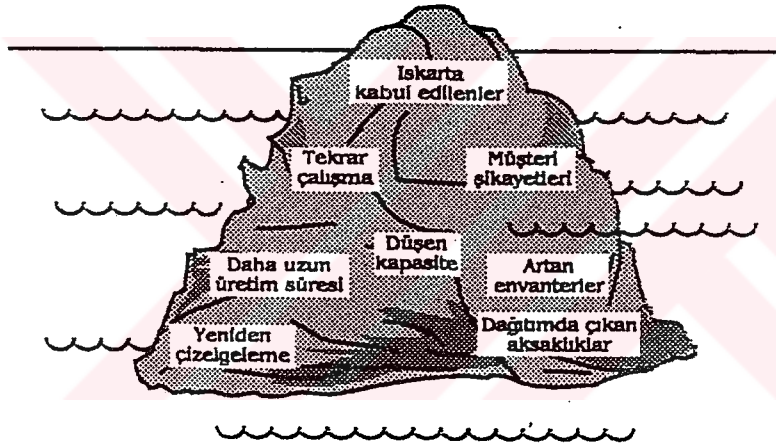 Iskarta
kabul edilenler
Tekrar
çalışma
Müşteri
şikayetleri
Düşen
kapasite
Daha uzun
üretim süresi
Artan
envanterler
Yeniden
çizelgeleme
Dağıtımda çıkan
aksaklıklar